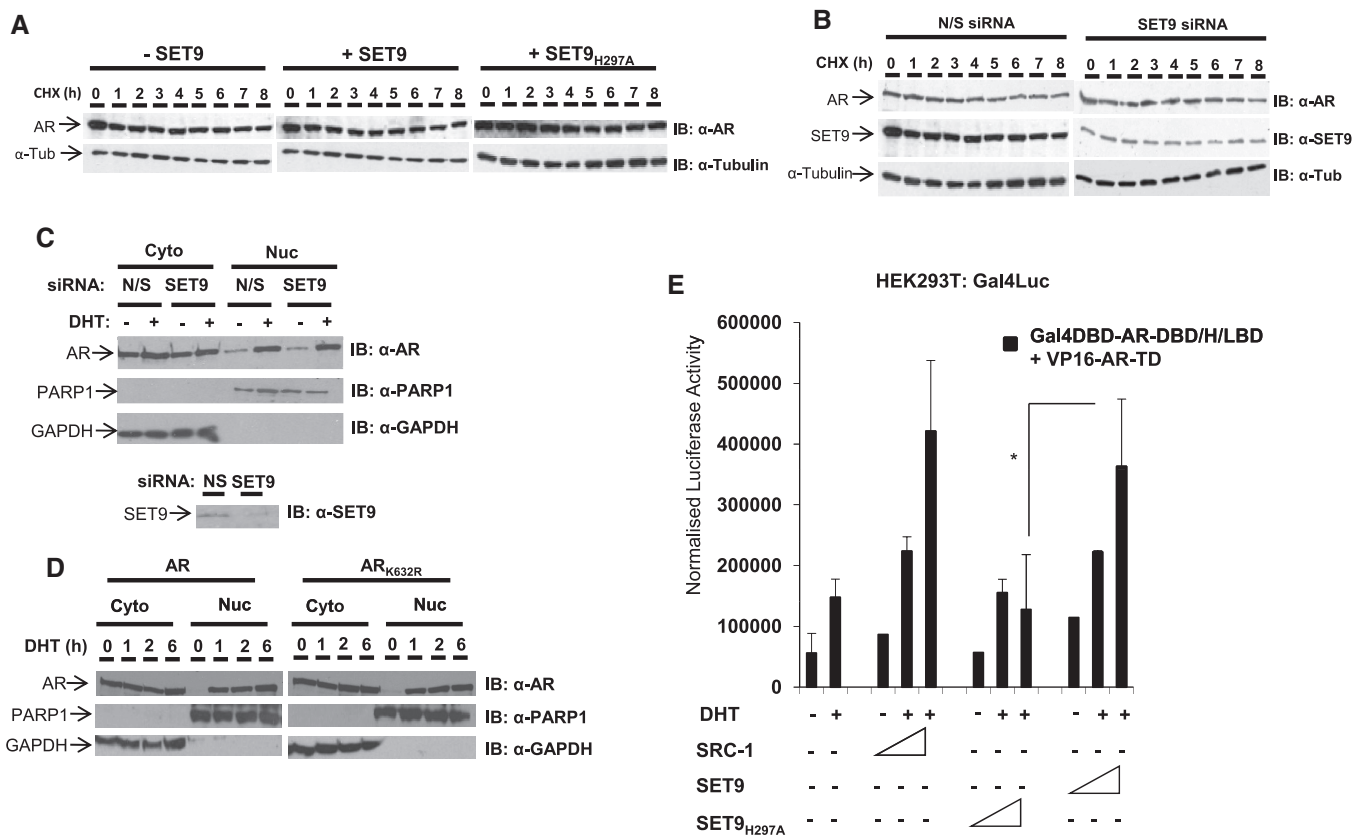 A
- SET9
+ SET9
+ SET9H297A
CHX (h)
0 1 2 3 4 5 6 7 8
0 1 2 3 4 5 6 7 8
0 1 2 3 4 5 6 7 8
AR
IB: α-AR
α-Tub
IB: α-Tubulin
B
N/S siRNA
SET9 siRNA
CHX (h)
0 1 2 3 4 5 6 7 8
0 1 2 3 4 5 6 7 8
AR
IB: α-AR
SET9
IB: α-SET9
α-Tubulin
IB: α-Tub
C
Cyto
Nuc
siRNA: N/S SET9 N/S SET9
DHT: - + - + - + - +
AR
IB: α-AR
PARP1
IB: α-PARP1
GAPDH
IB: α-GAPDH
siRNA: NS SET9
SET9
IB: α-SET9
D
AR
ARK632R
Cyto
Nuc
Cyto
Nuc
DHT (h)
0 1 2 6
0 1 2 6
0 1 2 6
0 1 2 6
AR
IB: α-AR
PARP1
IB: α-PARP1
GAPDH
IB: α-GAPDH
E
HEK293T: Gal4Luc
Normalised Luciferase Activity
600000
500000
400000
300000
200000
100000
0
Gal4DBD-AR-DBD/H/LBD
+ VP16-AR-TD
*
DHT - + - + + - + + - + +
SRC-1 - - - - - - - -
SET9 - - - - - - - -
SET9H297A - - - - - - - -